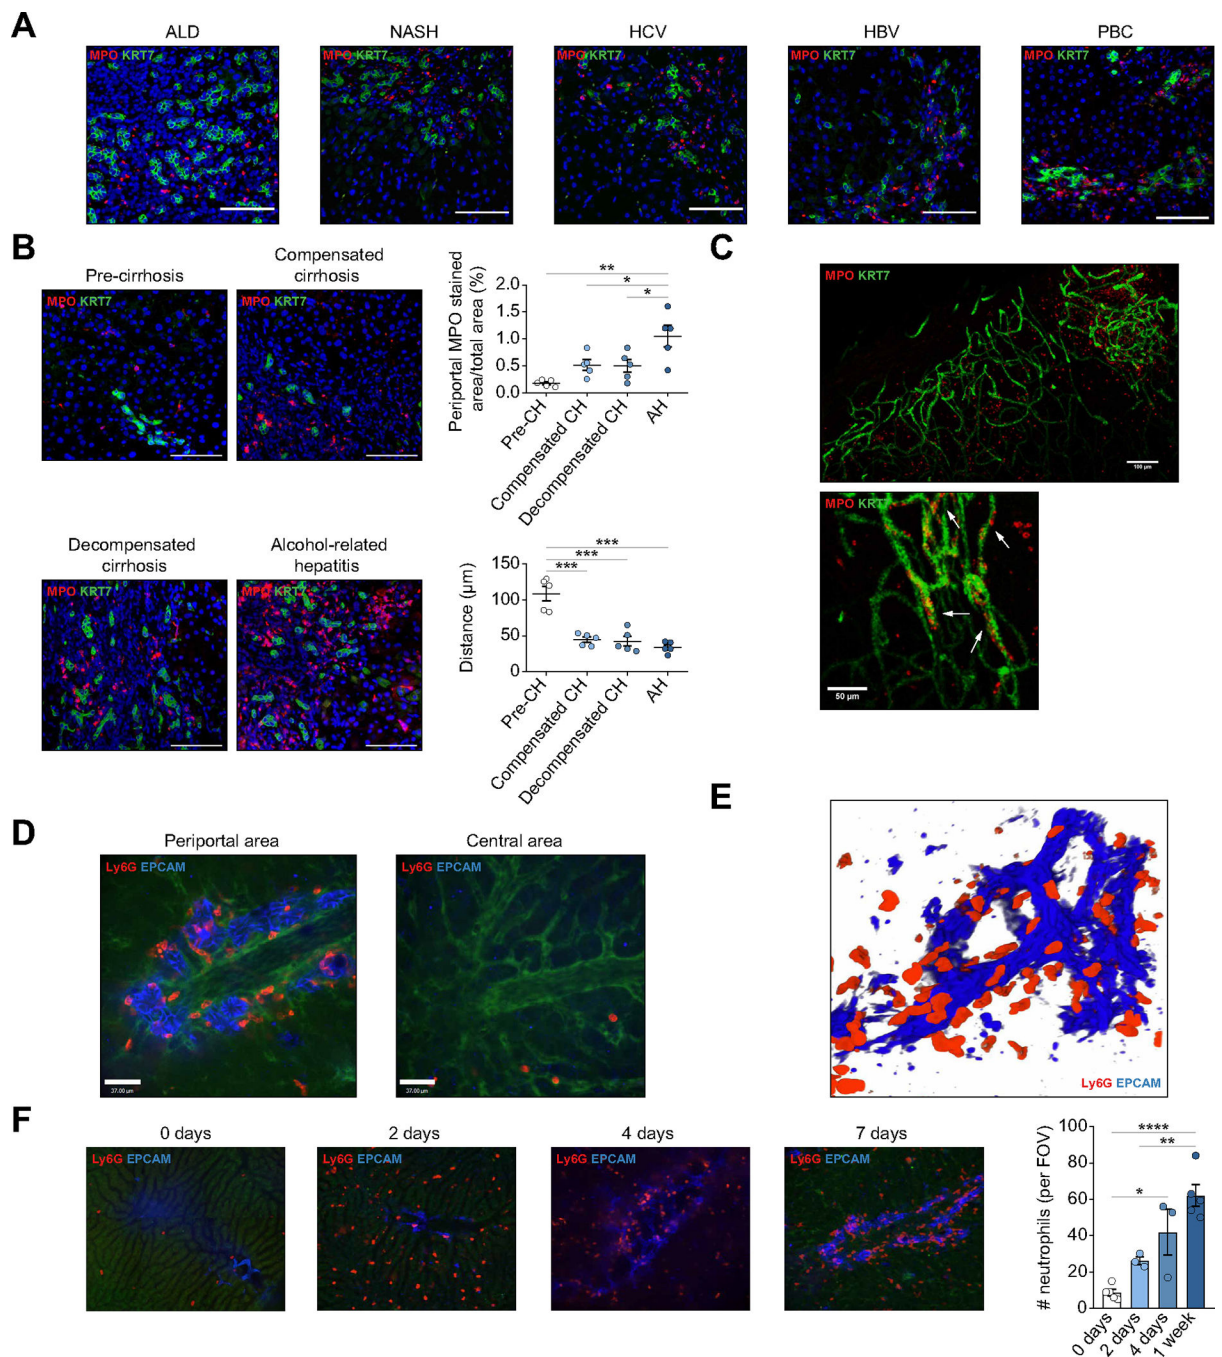 A
ALD NASH HCV HBV PBC
MPO KRT7 MPO KRT7 MPO KRT7 MPO KRT7 MPO KRT7
B
Pre-cirrhosis
Compensated
cirrhosis
MPO KRT7 MPO KRT7
Periportal MPO stained
area/total area (%)
**
*
*
2.0
1.5
1.0
0.5
0.0
Pre-CH
Compensated CH
Decompensated CH
AH
Decompensated
cirrhosis
Alcohol-related
hepatitis
MPO KRT7 MPO KRT7
Distance (µm)
***
***
***
150
100
50
0
Pre-CH
Compensated CH
Decompensated CH
AH
C
MPO KRT7
100 µm
MPO KRT7
50 µm
D
Periportal area Central area
Ly6G EPCAM Ly6G EPCAM
37.00 µm 37.00 µm
E
Ly6G EPCAM
F
0 days 2 days 4 days 7 days
Ly6G EPCAM Ly6G EPCAM Ly6G EPCAM Ly6G EPCAM
# neutrophils (per FOV)
****
**
*
100
80
60
40
20
0
0 days
2 days
4 days
1 week